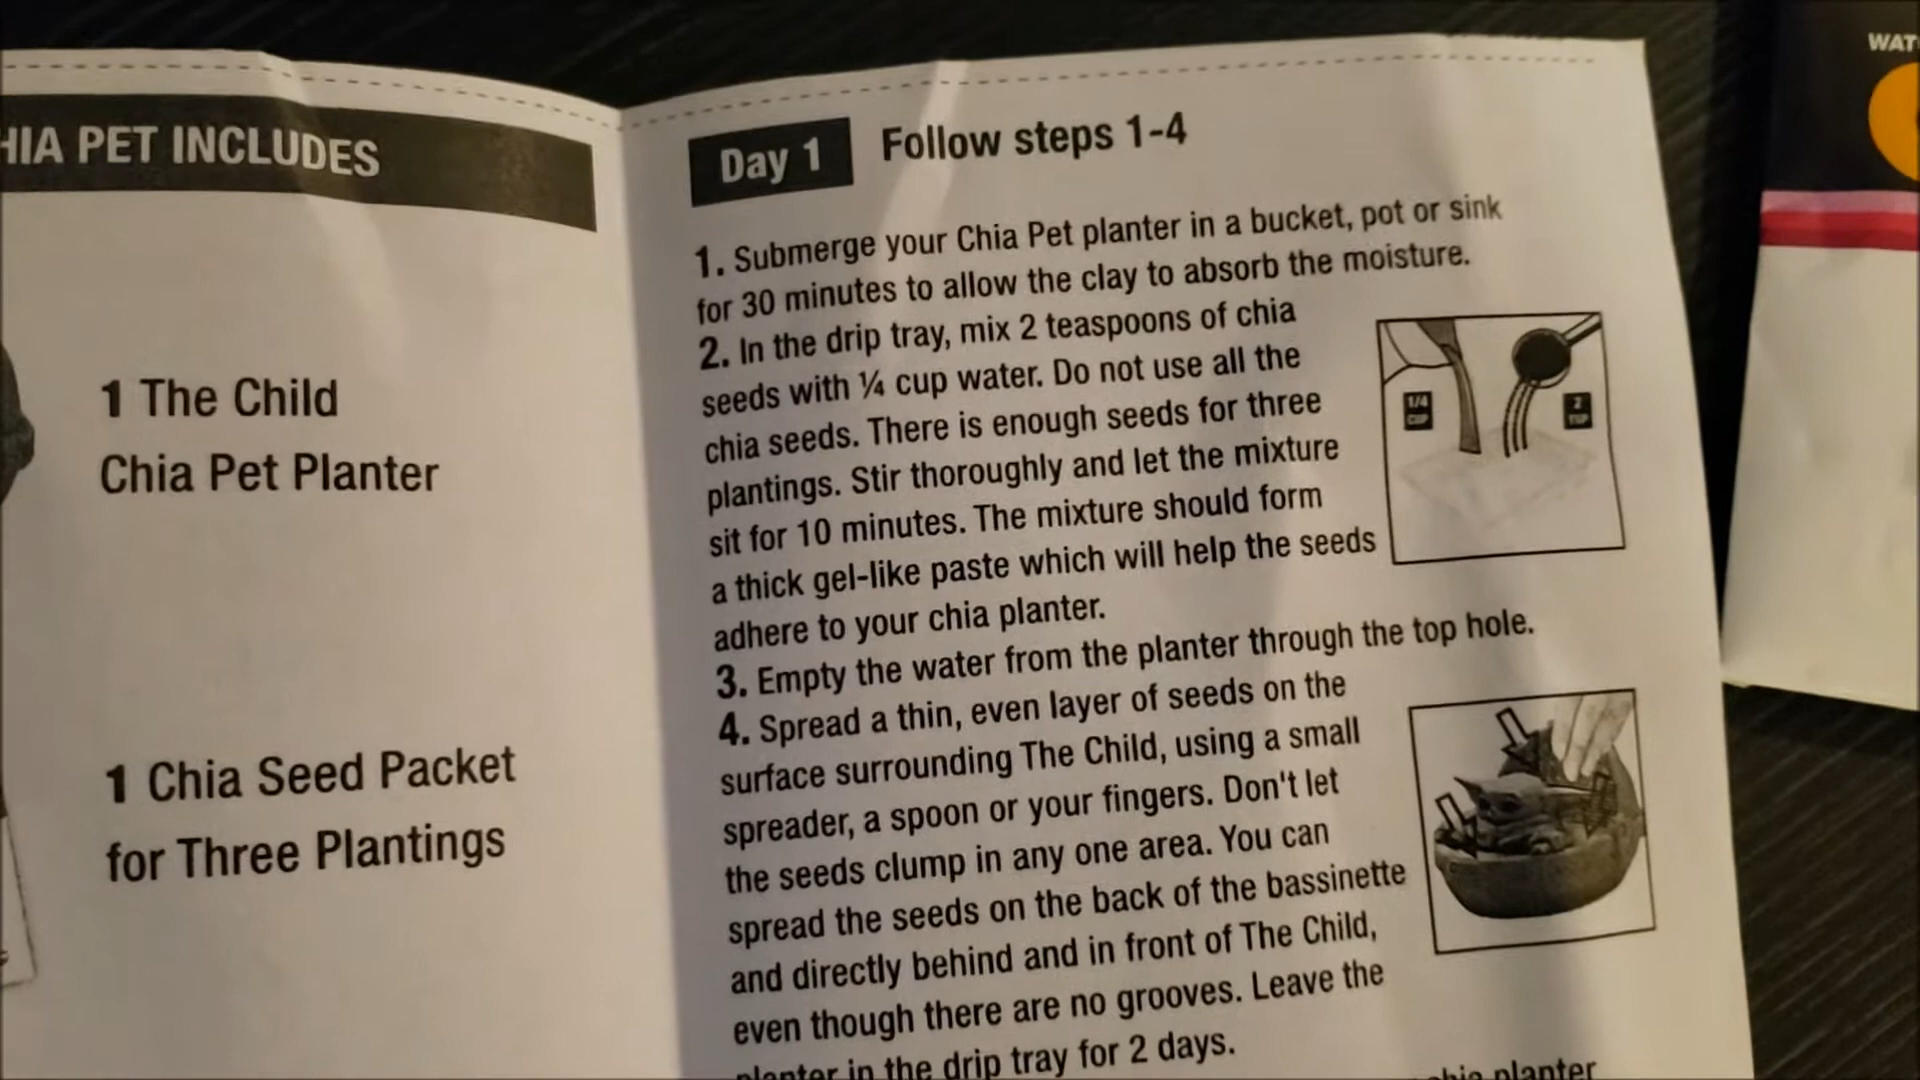 HIA PET INCLUDES
1 The Child
Chia Pet Planter
1 Chia Seed Packet
for Three Plantings
Day 1 Follow steps 1-4
1. Submerge your Chia Pet planter in a bucket, pot or sink
for 30 minutes to allow the clay to absorb the moisture.
2. In the drip tray, mix 2 teaspoons of chia
seeds with ¼ cup water. Do not use all the
chia seeds. There is enough seeds for three
plantings. Stir thoroughly and let the mixture
sit for 10 minutes. The mixture should form
a thick gel-like paste which will help the seeds
adhere to your chia planter.
1/4
CUP
2
TSP
3. Empty the water from the planter through the top hole.
4. Spread a thin, even layer of seeds on the
surface surrounding The Child, using a small
spreader, a spoon or your fingers. Don't let
the seeds clump in any one area. You can
spread the seeds on the back of the bassinette
and directly behind and in front of The Child,
even though there are no grooves. Leave the
planter in the drip tray for 2 days.
chia planter
WAT